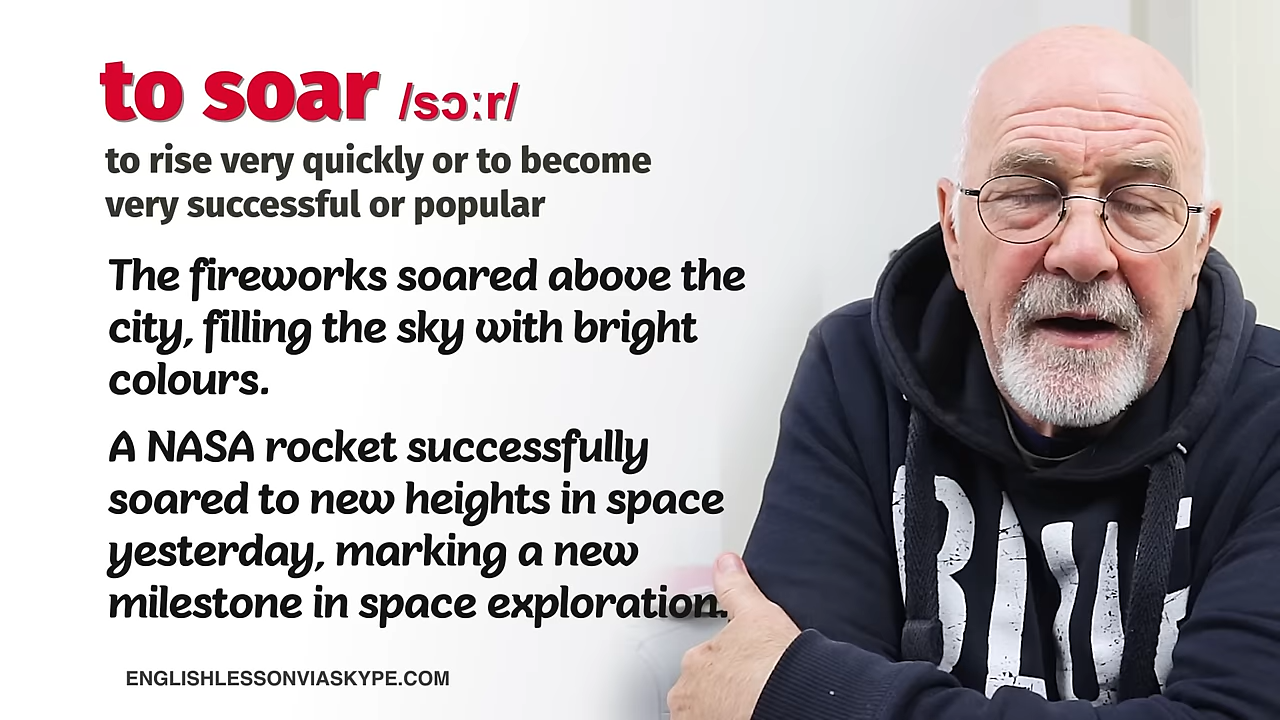 to soar /sɔːr/
to rise very quickly or to become
very successful or popular
The fireworks soared above the
city, filling the sky with bright
colours.
A NASA rocket successfully
soared to new heights in space
yesterday, marking a new
milestone in space exploration.
ENGLISHLESSONVIASKYPE.COM